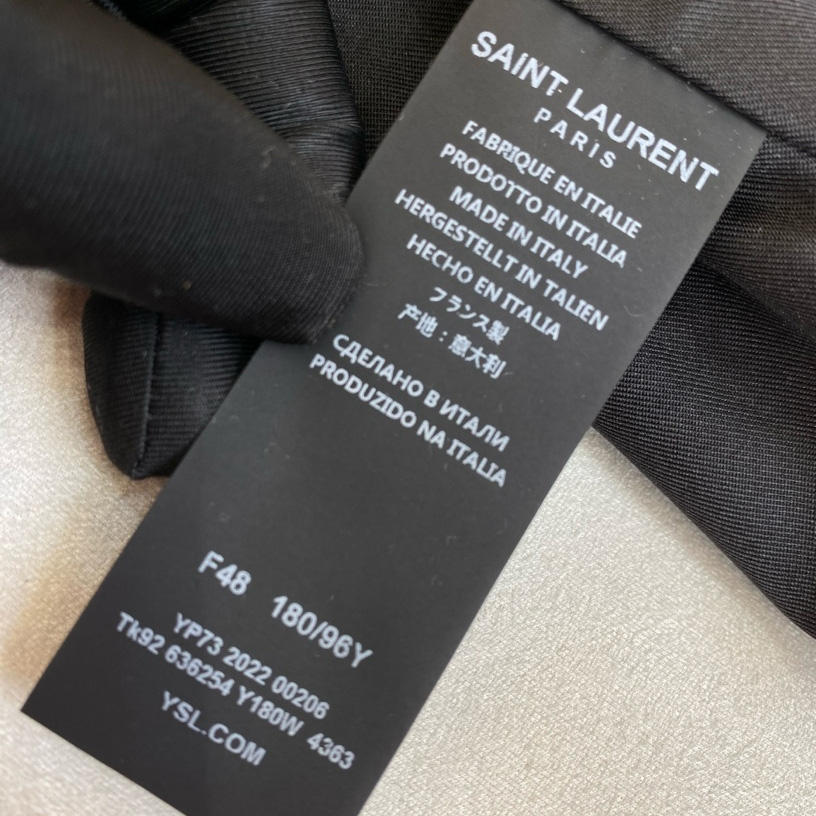 SAINT LAURENT
PARIS
FABRIQUE EN ITALIE
PRODOTTO IN ITALIA
MADE IN ITALY
HERGESTELLT IN TALIEN
HECHO EN ITALIA
フランス製
产地：意大利
СДЕЛАНО В ИТАЛИ
PRODUZIDO NA ITALIA
F48 180/96Y
YP73 2022 00206
Tk92 636254 Y180W 4363
YSL.COM